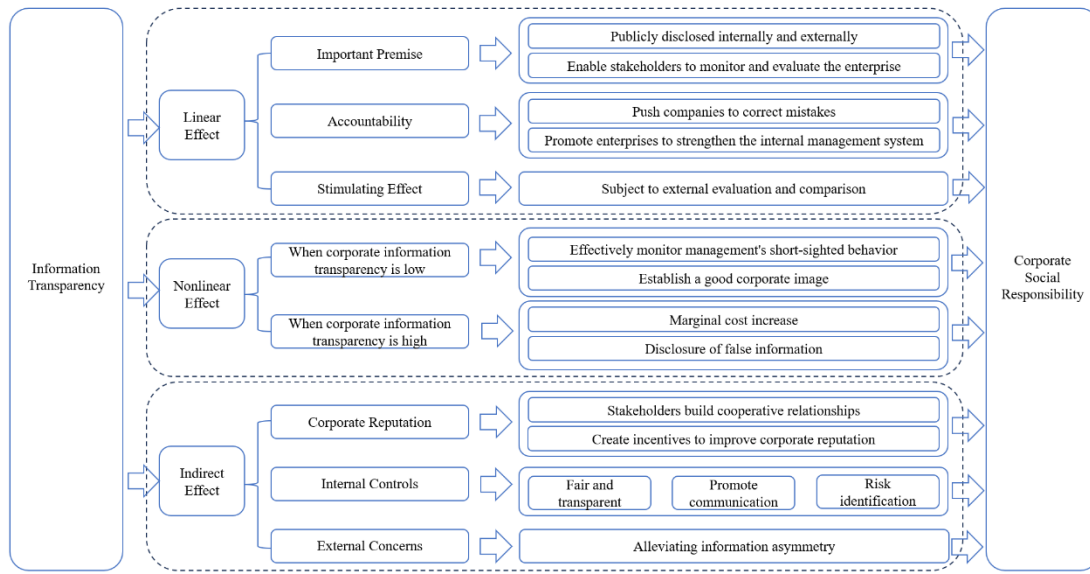 Information
Transparency
Linear
Effect
Important Premise
Publicly disclosed internally and externally
Enable stakeholders to monitor and evaluate the enterprise
Accountability
Push companies to correct mistakes
Promote enterprises to strengthen the internal management system
Stimulating Effect
Subject to external evaluation and comparison
Nonlinear
Effect
When corporate information
transparency is low
Effectively monitor management's short-sighted behavior
Establish a good corporate image
When corporate information
transparency is high
Marginal cost increase
Disclosure of false information
Indirect
Effect
Corporate Reputation
Stakeholders build cooperative relationships
Create incentives to improve corporate reputation
Internal Controls
Fair and
transparent
Promote
communication
Risk
identification
External Concerns
Alleviating information asymmetry
Corporate
Social
Responsibility